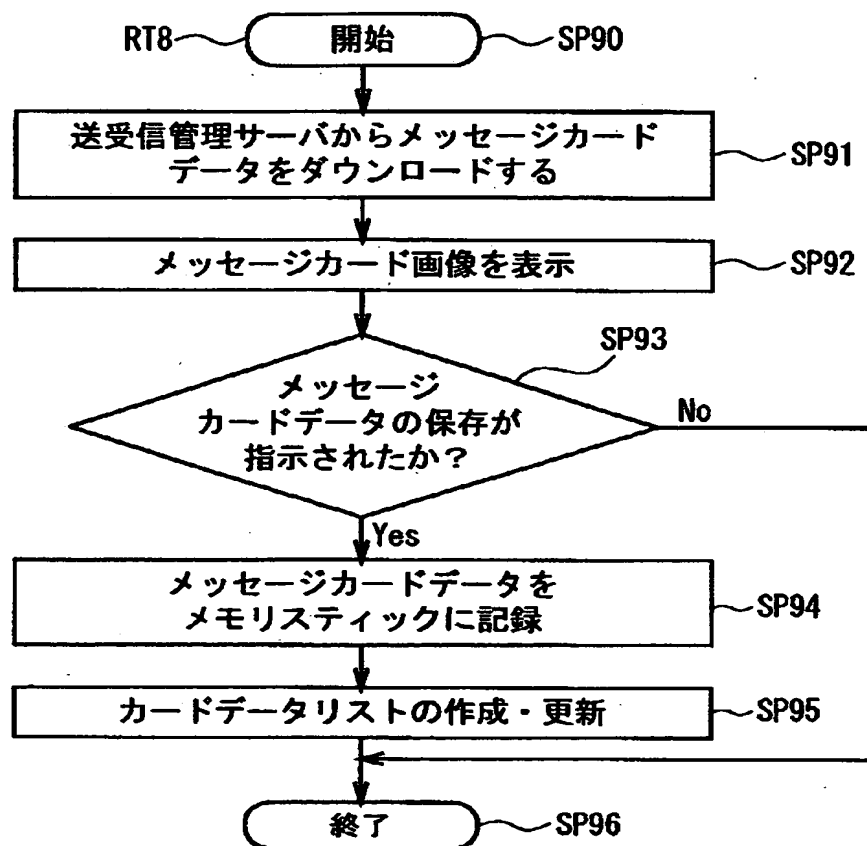 RT8
開始
SP90
送受信管理サーバからメッセージカード
データをダウンロードする
SP91
メッセージカード画像を表示
SP92
SP93
メッセージ
カードデータの保存が
指示されたか？
No
Yes
メッセージカードデータを
メモリスティックに記録
SP94
カードデータリストの作成・更新
SP95
終了
SP96